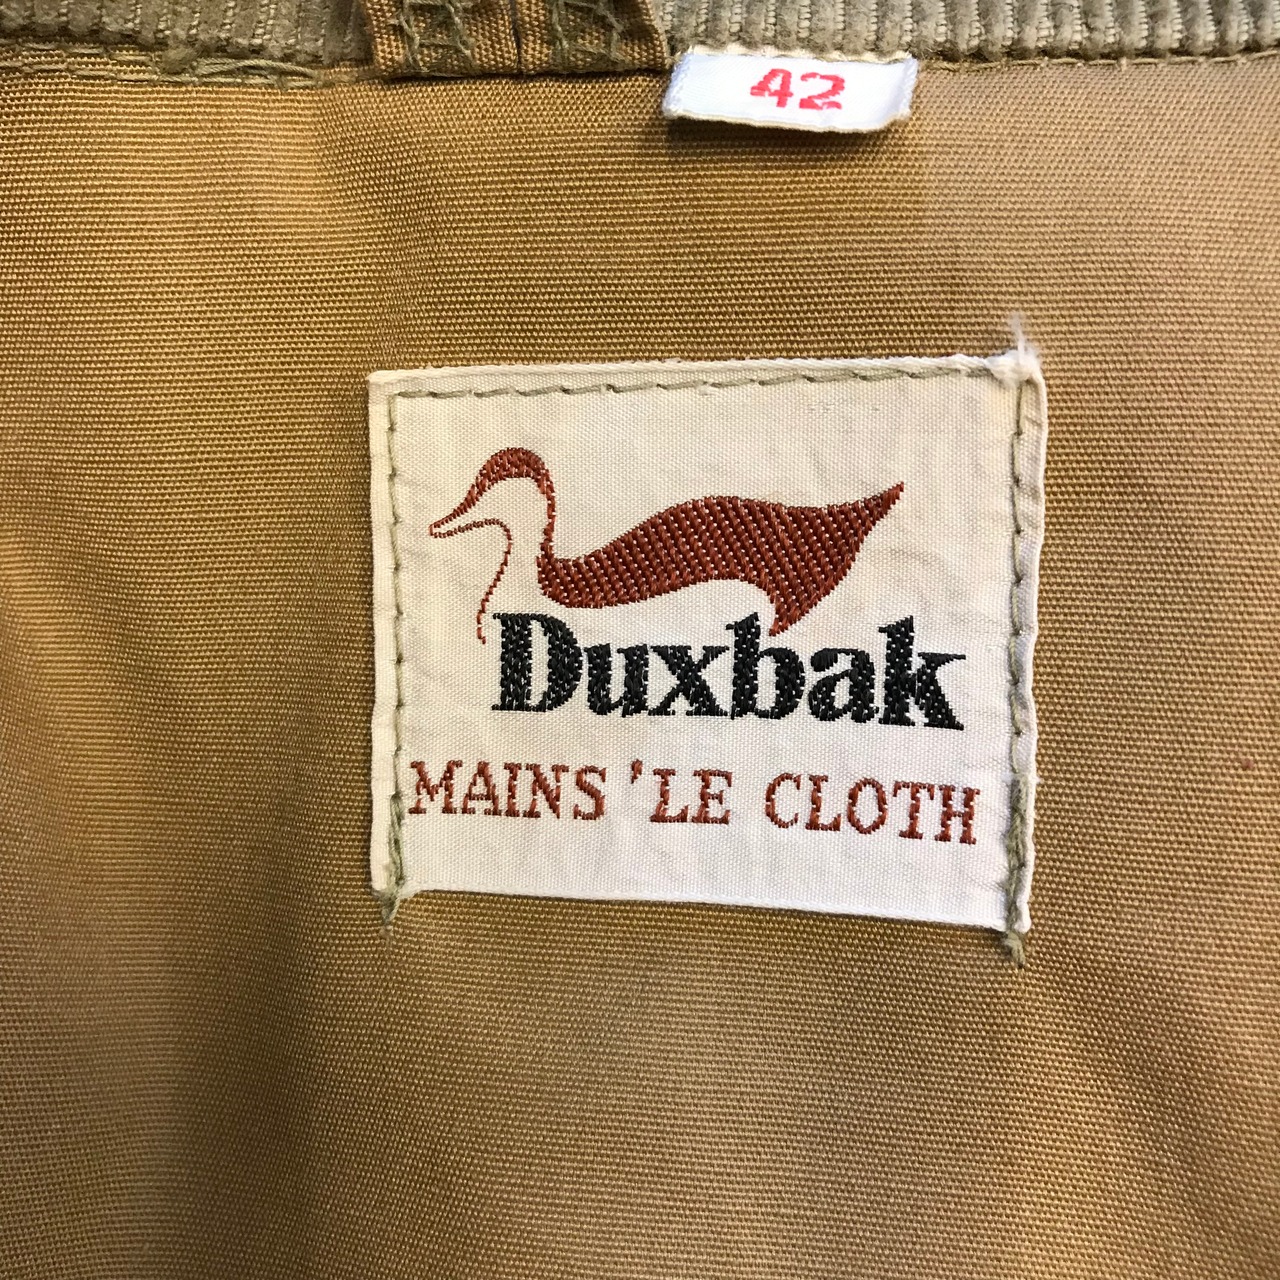 42
Duxbak
MAINS 'LE CLOTH